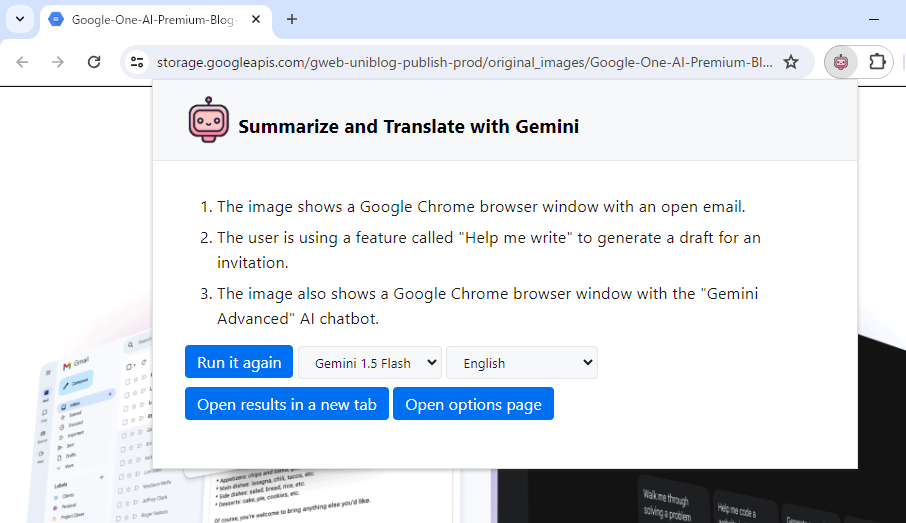 Google-One-AI-Premium-Blog-
storage.googleapis.com/gweb-uniblog-publish-prod/original_images/Google-One-AI-Premium-Bl...
Summarize and Translate with Gemini
1. The image shows a Google Chrome browser window with an open email.
2. The user is using a feature called "Help me write" to generate a draft for an
invitation.
3. The image also shows a Google Chrome browser window with the "Gemini
Advanced" AI chatbot.
Run it again
Gemini 1.5 Flash
English
Open results in a new tab
Open options page
Gmail
Compose
Inbox
Starred
Snoozed
Important
Sent
Drafts
More
Labels
Clients
Personal
• Appetizers: chips and salsa,
• Main dishes: lasagna, chili, tacos, etc.
• Side dishes: salad, bread, rice, etc.
• Desserts: cake, pie, cookies, etc.
Of course, you're welcome to bring anything else you'd like.
Jeffry Clark
Roger Nelson
Walk me through
solving a problem
Help me code a